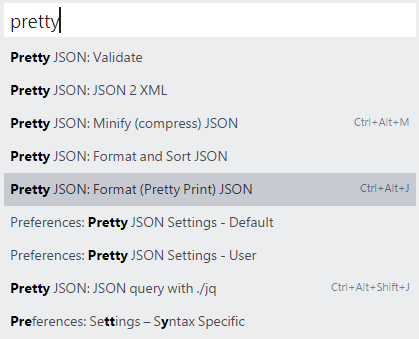 pretty
Pretty JSON: Validate
Pretty JSON: JSON 2 XML
Pretty JSON: Minify (compress) JSON Ctrl+Alt+M
Pretty JSON: Format and Sort JSON
Pretty JSON: Format (Pretty Print) JSON Ctrl+Alt+J
Preferences: Pretty JSON Settings - Default
Preferences: Pretty JSON Settings - User
Pretty JSON: JSON query with ./jq Ctrl+Alt+Shift+J
Preferences: Settings – Syntax Specific